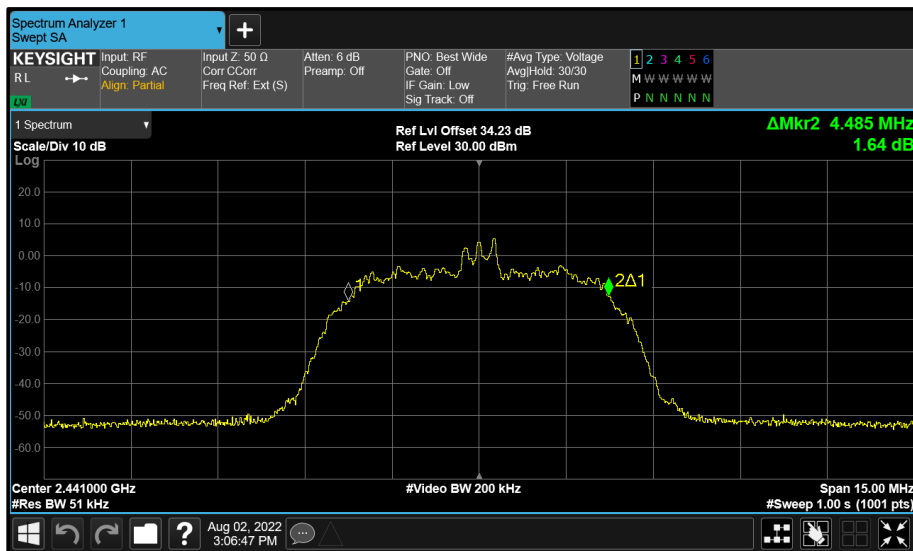 Spectrum Analyzer 1
Swept SA
+
KEYSIGHT
R L
LXI
Input: RF
Coupling: AC
Align: Partial
Input Z: 50 Ω
Corr CCorr
Freq Ref: Ext (S)
Atten: 6 dB
Preamp: Off
PNO: Best Wide
Gate: Off
IF Gain: Low
Sig Track: Off
#Avg Type: Voltage
Avg|Hold: 30/30
Trig: Free Run
1 2 3 4 5 6
M W W W W W
P N N N N N
1 Spectrum
Scale/Div 10 dB
Log
Ref Lvl Offset 34.23 dB
Ref Level 30.00 dBm
ΔMkr2 4.485 MHz
1.64 dB
20.0
10.0
0.00
-10.0
-20.0
-30.0
-40.0
-50.0
-60.0
1
2Δ1
Center 2.441000 GHz
#Res BW 51 kHz
#Video BW 200 kHz
Span 15.00 MHz
#Sweep 1.00 s (1001 pts)
?
Aug 02, 2022
3:06:47 PM